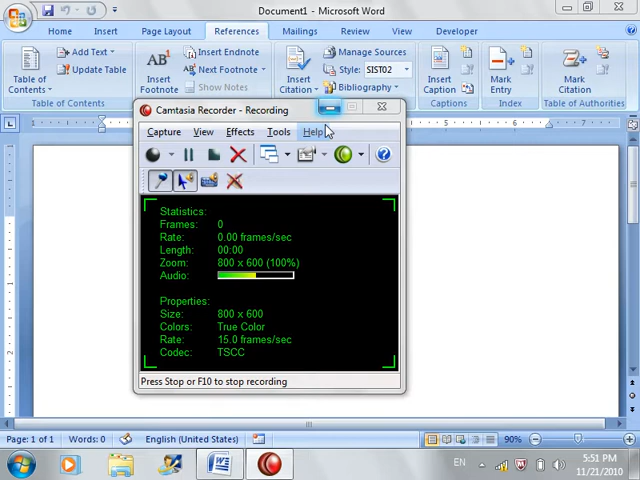 Document1 - Microsoft Word
Home Insert Page Layout References Mailings Review View Developer
Table of Contents
Add Text
Update Table
AB
Insert Footnote
Insert Endnote
Next Footnote
Insert Citation
Manage Sources
Style: SIST02
Bibliography
Insert Caption
Mark Entry
Mark Citation
Captions Index Table of Authorities
Camtasia Recorder - Recording
Capture View Effects Tools Help
Statistics:
Frames: 0
Rate: 0.00 frames/sec
Length: 00:00
Zoom: 800 x 600 (100%)
Audio:
Properties:
Size: 800 x 600
Colors: True Color
Rate: 15.0 frames/sec
Codec: TSCC
Press Stop or F10 to stop recording
Page: 1 of 1 Words: 0 English (United States) 90%
EN
5:51 PM
11/21/2010